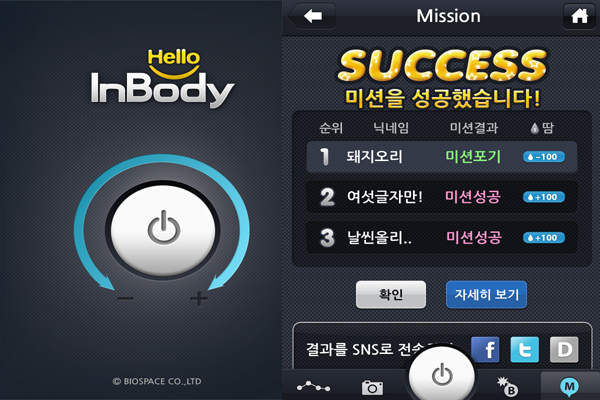 Hello
InBody
© BIOSPACE CO.,LTD
Mission
SUCCESS
미션을 성공했습니다!
순위 닉네임 미션결과 땀
1 돼지오리 미션포기 -100
2 여섯글자만! 미션성공 +100
3 날씬올리.. 미션성공 +100
확인 자세히 보기
결과를 SNS로 전송
f t D
B M